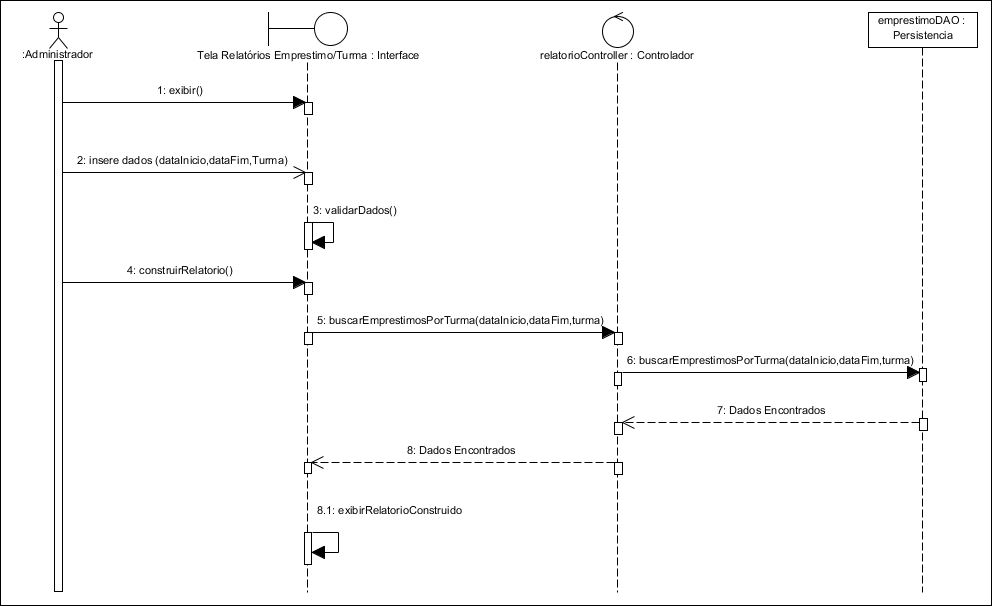 emprestimoDAO :
Persistencia
:Administrador
Tela Relatórios Emprestimo/Turma : Interface
relatorioController : Controlador
1: exibir()
2: insere dados (dataInicio,dataFim,Turma)
3: validarDados()
4: construirRelatorio()
5: buscarEmprestimosPorTurma(dataInicio,dataFim,turma)
6: buscarEmprestimosPorTurma(dataInicio,dataFim,turma)
7: Dados Encontrados
8: Dados Encontrados
8.1: exibirRelatorioConstruido